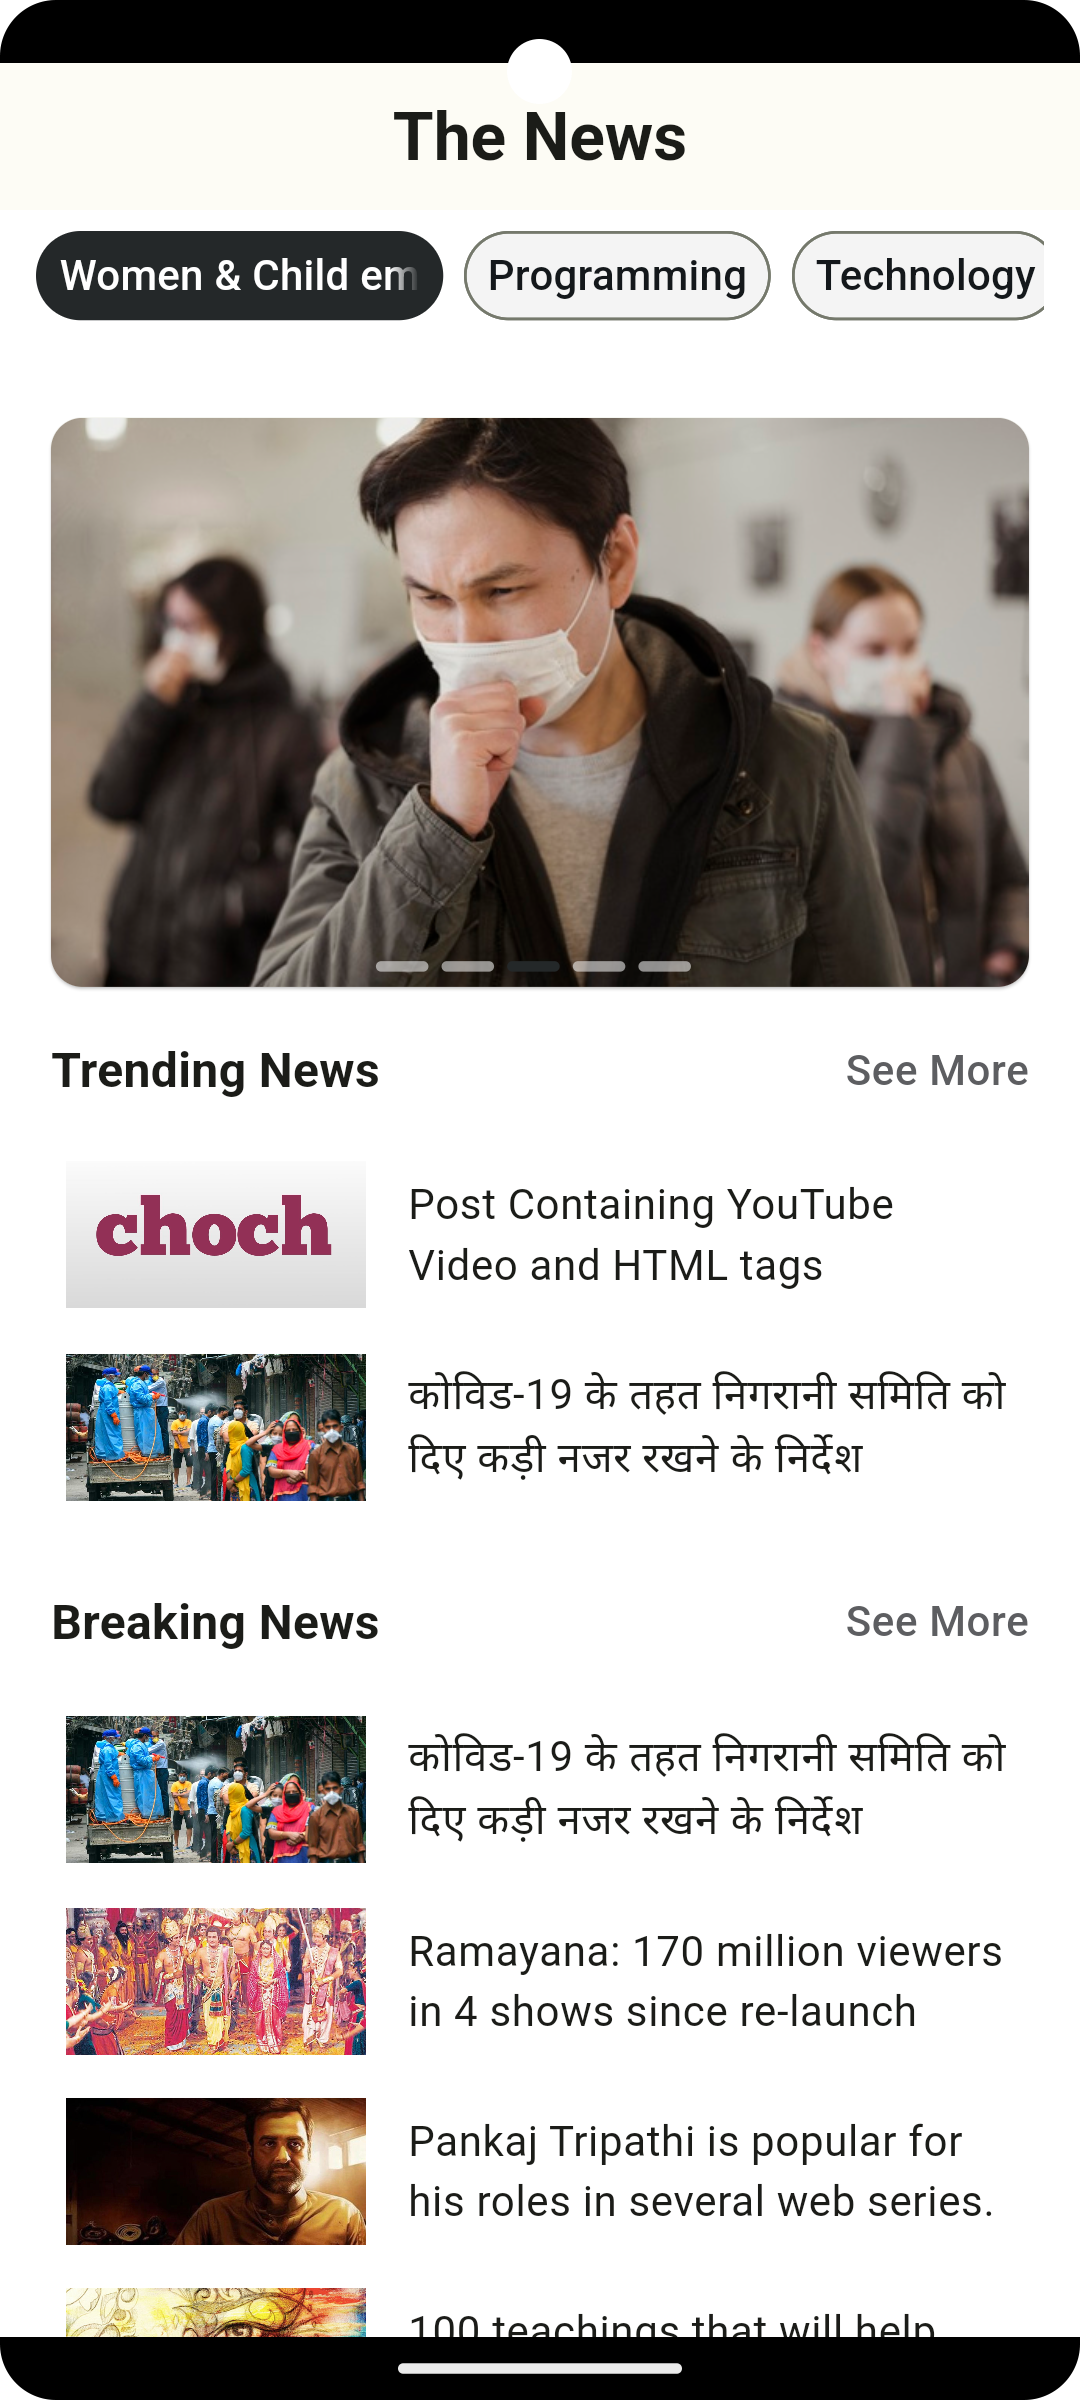 The News
Women & Child em
Programming
Technology
Trending News
See More
choch
Post Containing YouTube
Video and HTML tags
कोविड-19 के तहत निगरानी समिति को
दिए कड़ी नजर रखने के निर्देश
Breaking News
See More
कोविड-19 के तहत निगरानी समिति को
दिए कड़ी नजर रखने के निर्देश
Ramayana: 170 million viewers
in 4 shows since re-launch
Pankaj Tripathi is popular for
his roles in several web series.
100 teachings that will help